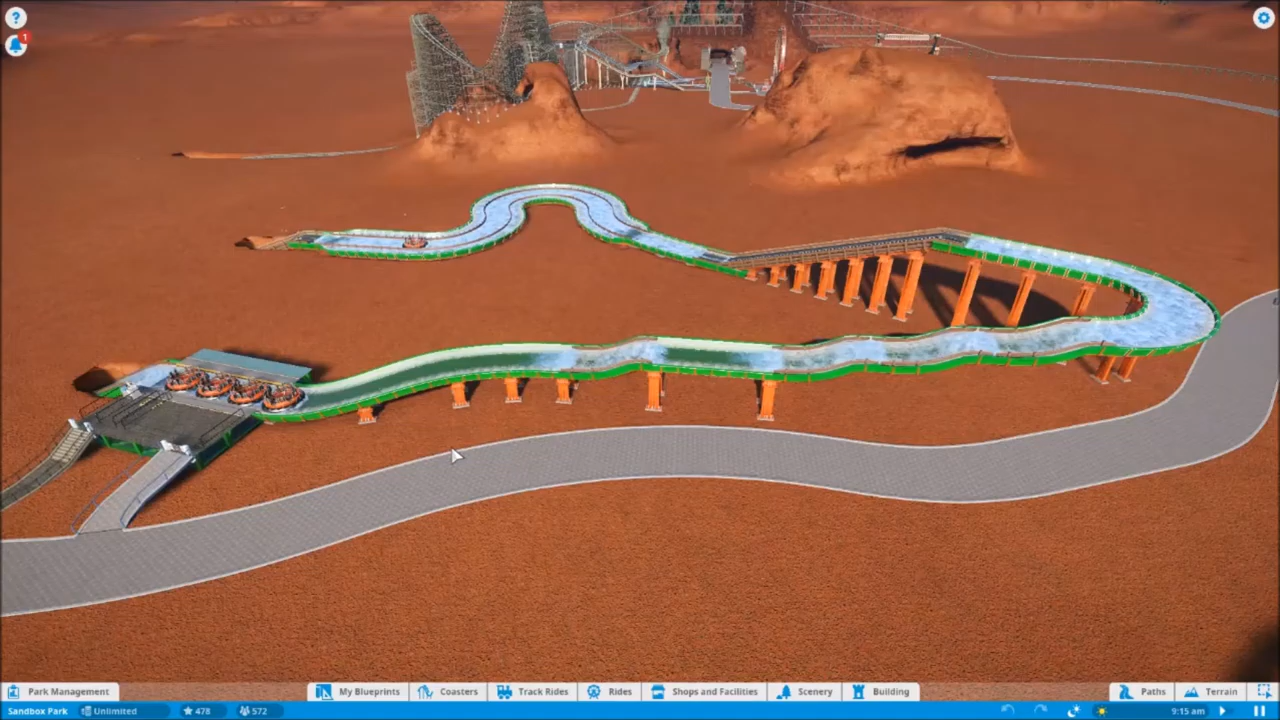 ?
1
Park Management
My Blueprints
Coasters
Track Rides
Rides
Shops and Facilities
Scenery
Building
Paths
Terrain
Sandbox Park
Unlimited
478
572
9:15 am